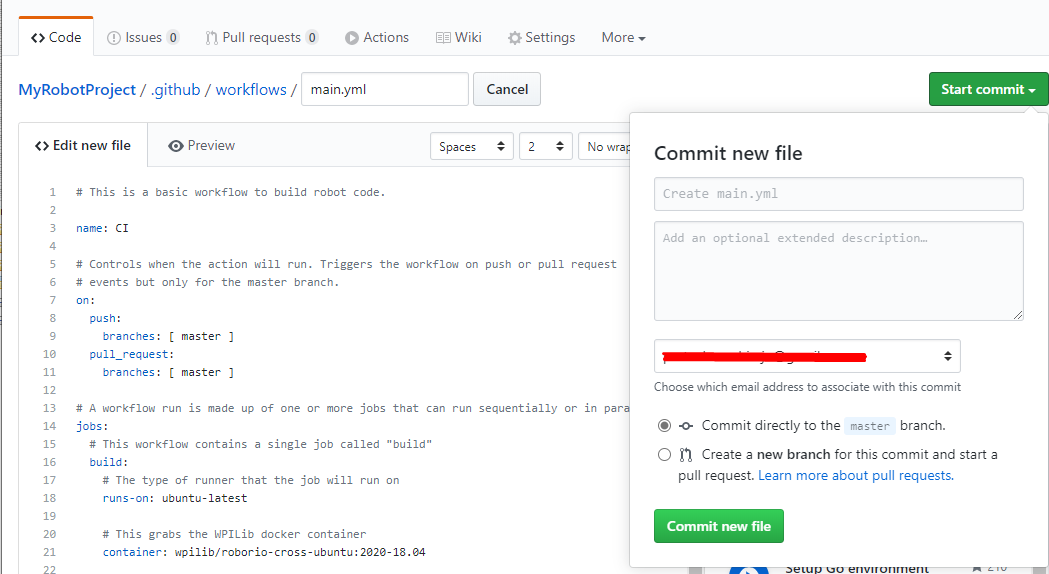 Code Issues 0 Pull requests 0 Actions Wiki Settings More
MyRobotProject / .github / workflows / main.yml Cancel Start commit
Edit new file Preview Spaces 2 No wrap
1 # This is a basic workflow to build robot code.
2
3 name: CI
4
5 # Controls when the action will run. Triggers the workflow on push or pull request
6 # events but only for the master branch.
7 on:
8 push:
9 branches: [ master ]
10 pull_request:
11 branches: [ master ]
12
13 # A workflow run is made up of one or more jobs that can run sequentially or in para
14 jobs:
15 # This workflow contains a single job called "build"
16 build:
17 # The type of runner that the job will run on
18 runs-on: ubuntu-latest
19
20 # This grabs the WPILib docker container
21 container: wpilib/roborio-cross-ubuntu:2020-18.04
22
Commit new file
Create main.yml
Add an optional extended description…
Choose which email address to associate with this commit
Commit directly to the master branch.
Create a new branch for this commit and start a
pull request. Learn more about pull requests.
Commit new file
Setup Go environment 210